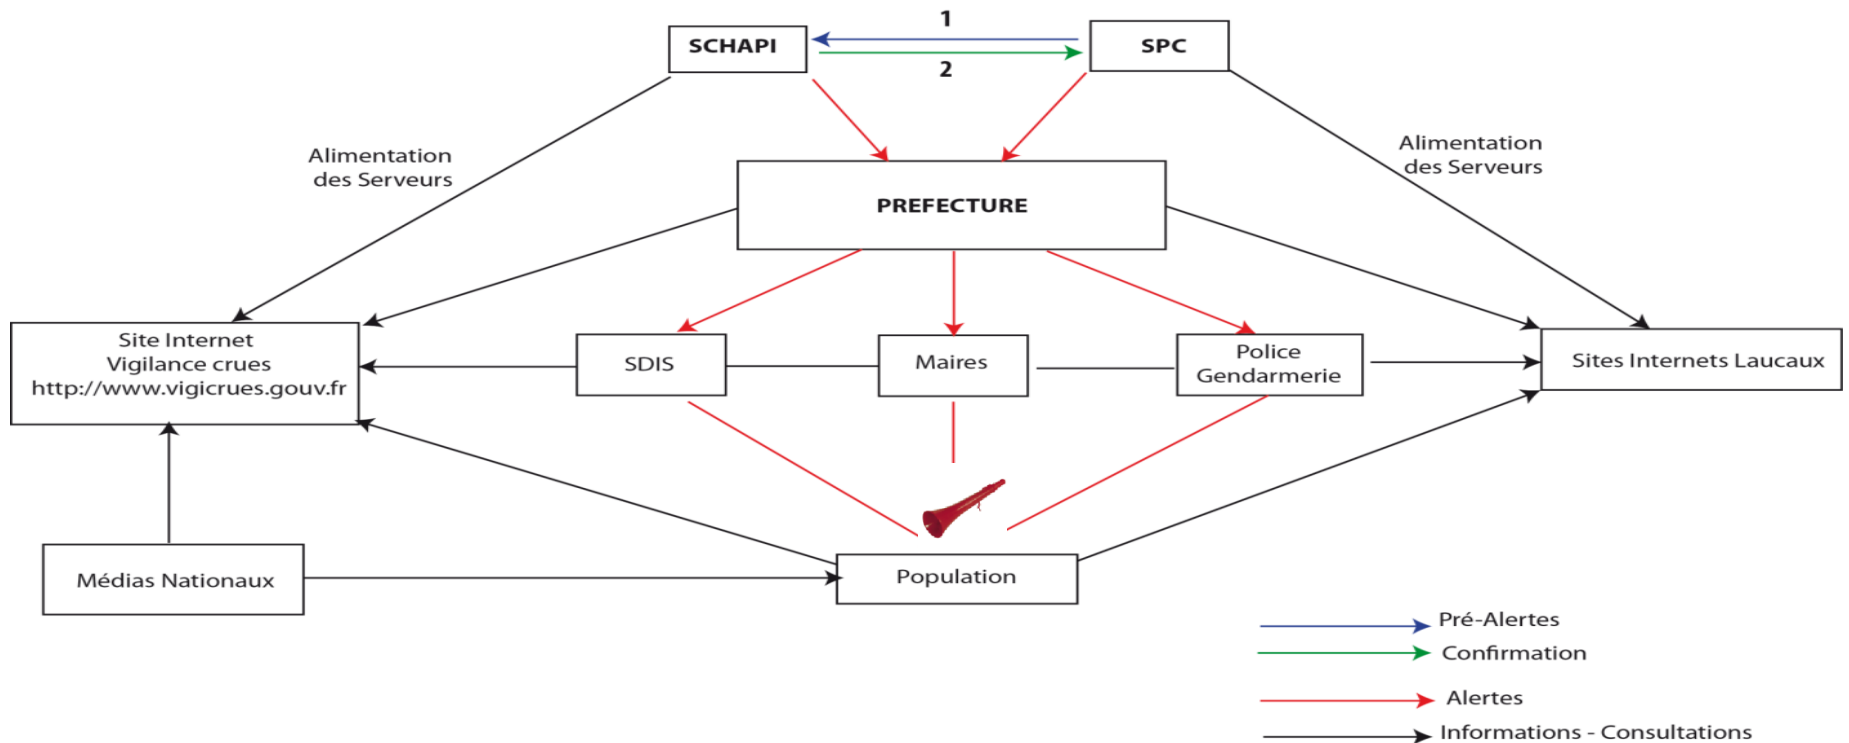 1
SCHAPI
SPC
2
Alimentation
des Serveurs
Alimentation
des Serveurs
PREFECTURE
Site Internet
Vigilance crues
http://www.vigicrues.gouv.fr
SDIS
Maires
Police
Gendarmerie
Sites Internets Laucaux
Médias Nationaux
Population
Pré-Alertes
Confirmation
Alertes
Informations - Consultations